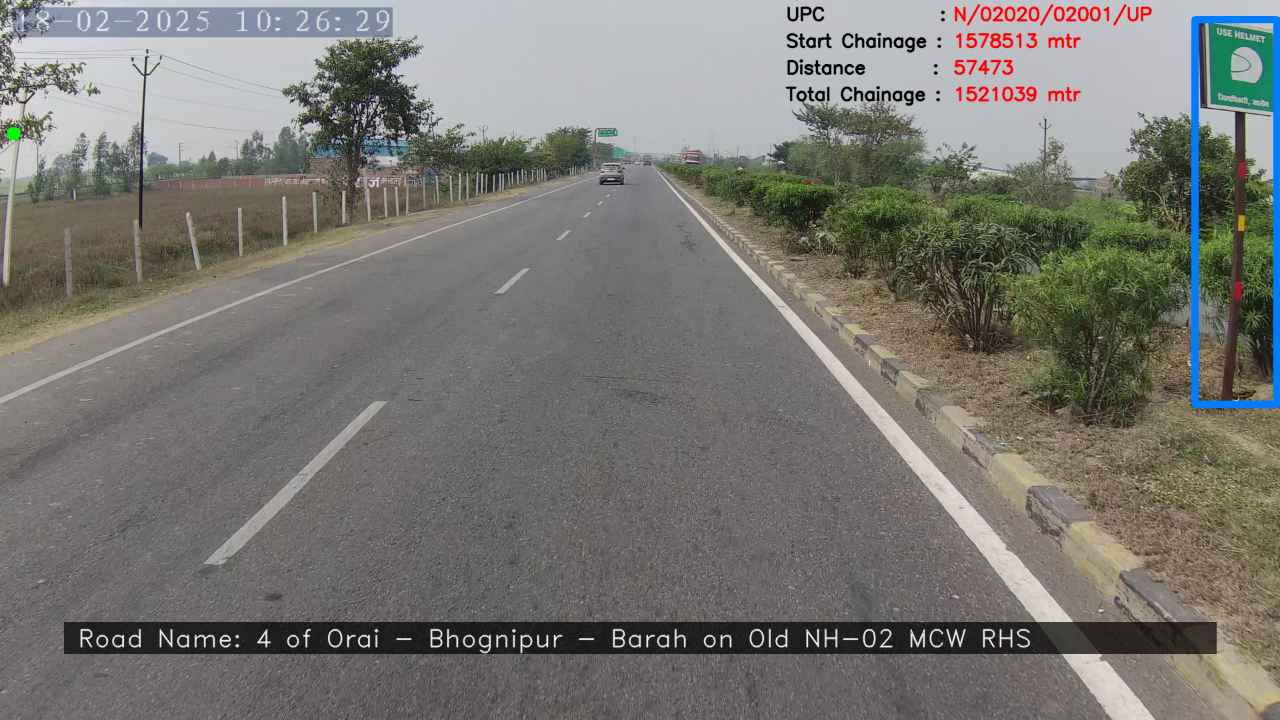 18-02-2025 10:26:29
UPC : N/02020/02001/UP
Start Chainage : 1578513 mtr
Distance : 57473
Total Chainage : 1521039 mtr
USE HELMET
Road Name: 4 of Orai - Bhognipur - Barah on Old NH-02 MCW RHS